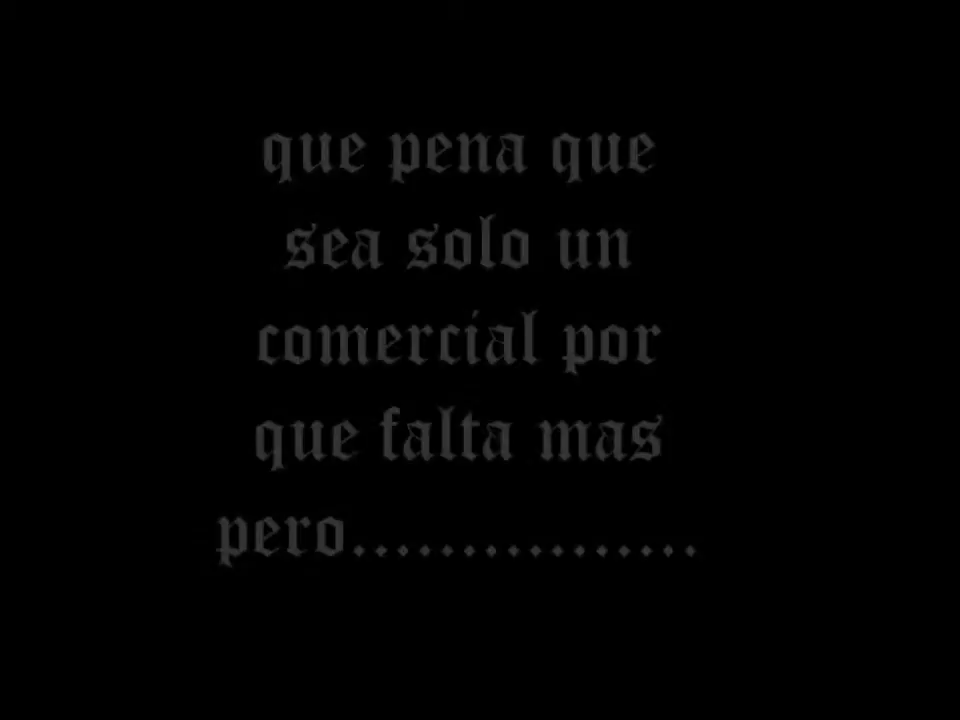 que pena que
sea solo un
comercial por
que falta mas
pero................